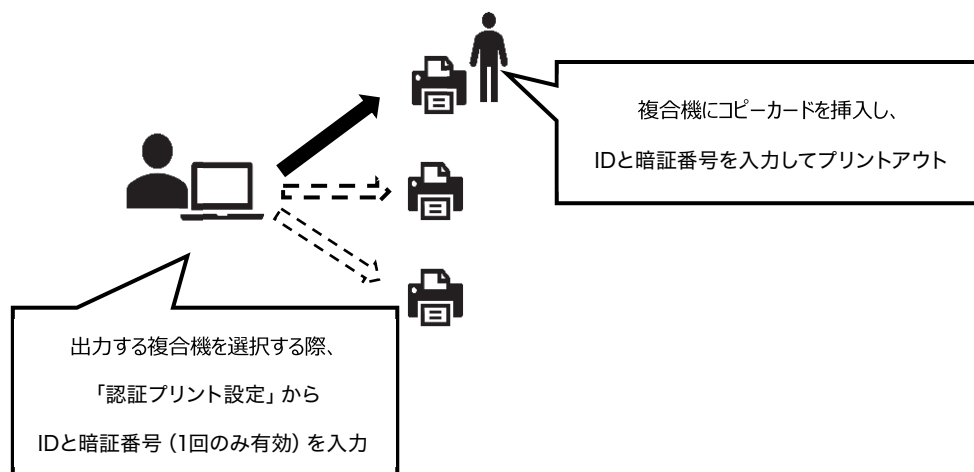 複合機にコピーカードを挿入し、
IDと暗証番号を入力してプリントアウト
出力する複合機を選択する際、
「認証プリント設定」から
IDと暗証番号（1回のみ有効）を入力